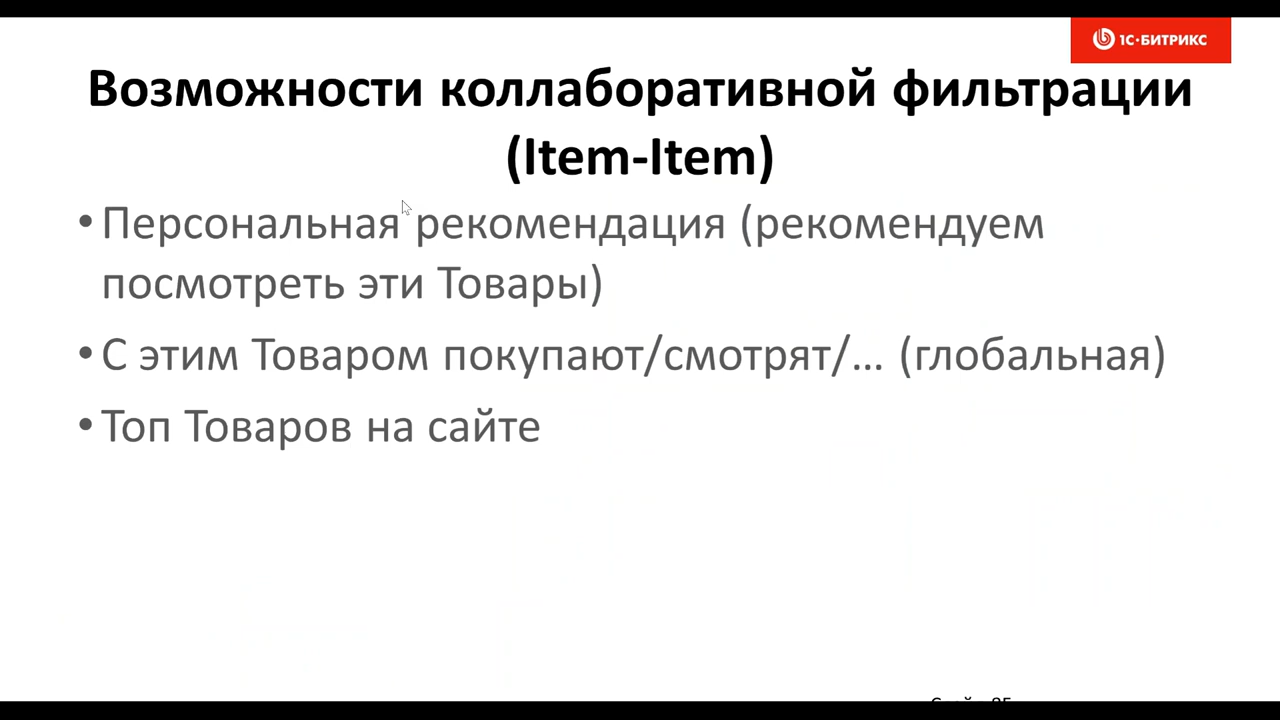 1С·БИТРИКС
Возможности коллаборативной фильтрации
(Item-Item)
• Персональная рекомендация (рекомендуем
посмотреть эти Товары)
• С этим Товаром покупают/смотрят/… (глобальная)
• Топ Товаров на сайте